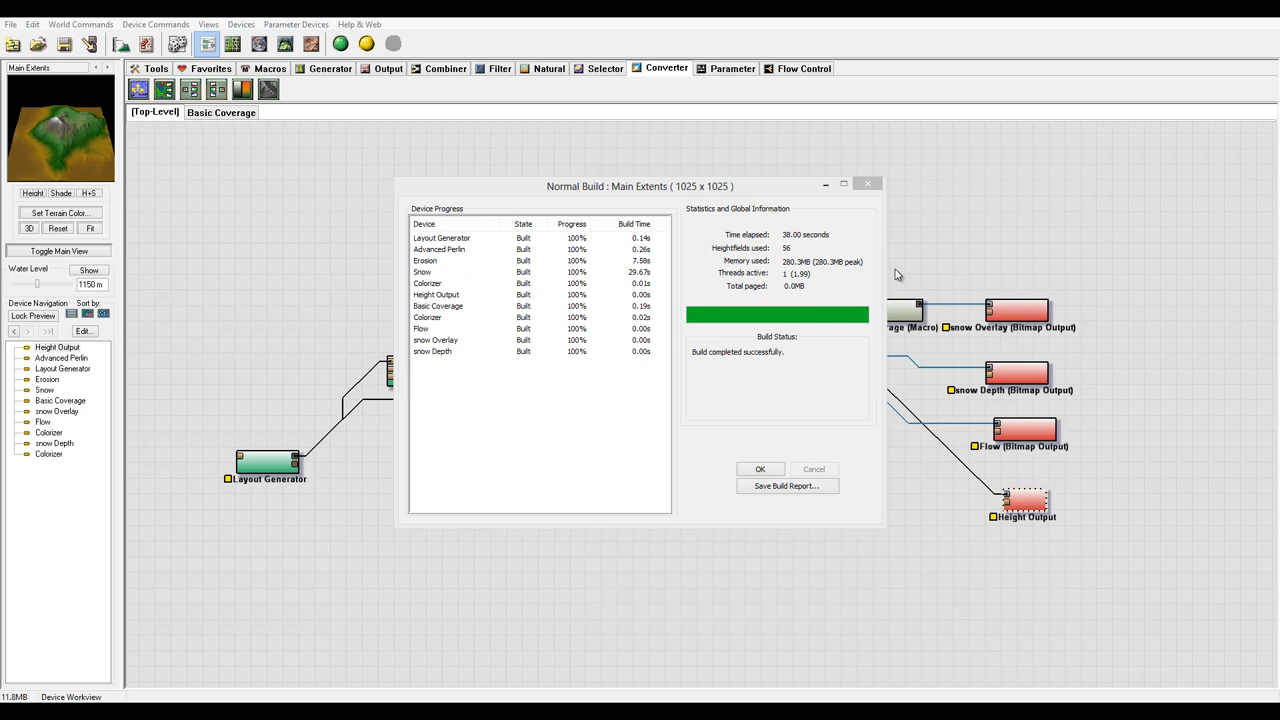 File Edit World Commands Device Commands Views Devices Parameter Devices Help & Web
Main Extents
Tools Favorites Macros Generator Output Combiner Filter Natural Selector Converter Parameter Flow Control
(Top-Level) Basic Coverage
Height Shade H+S
Set Terrain Color...
3D Reset Fit
Toggle Main View
Water Level Show
1150 m
Device Navigation Sort by:
Lock Preview
Edit...
Height Output
Advanced Perlin
Layout Generator
Erosion
Snow
Basic Coverage
snow Overlay
Flow
Colorizer
snow Depth
Colorizer
Layout Generator
Normal Build : Main Extents ( 1025 x 1025 )
Device Progress
Device State Progress Build Time
Layout Generator Built 100% 0.14s
Advanced Perlin Built 100% 0.26s
Erosion Built 100% 7.58s
Snow Built 100% 29.67s
Colorizer Built 100% 0.01s
Height Output Built 100% 0.00s
Basic Coverage Built 100% 0.19s
Colorizer Built 100% 0.02s
Flow Built 100% 0.00s
snow Overlay Built 100% 0.00s
snow Depth Built 100% 0.00s
Statistics and Global Information
Time elapsed: 38.00 seconds
Heightfields used: 56
Memory used: 280.3MB (280.3MB peak)
Threads active: 1 (1.99)
Total paged: 0.0MB
Build Status:
Build completed successfully.
OK Cancel
Save Build Report...
rage (Macro) snow Overlay (Bitmap Output)
snow Depth (Bitmap Output)
Flow (Bitmap Output)
Height Output
11.8MB Device Workview